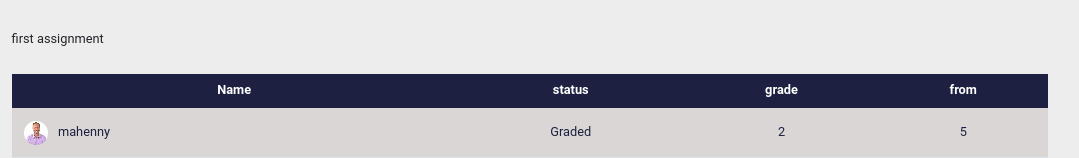 first assignment
Name status grade from
mahenny Graded 2 5